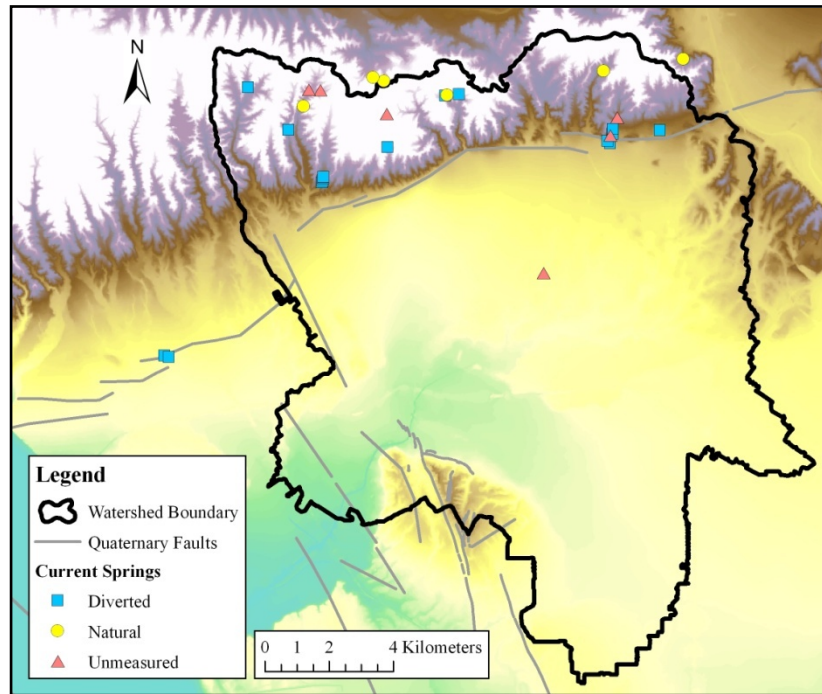 N
Legend
Watershed Boundary
Quaternary Faults
Current Springs
Diverted
Natural
Unmeasured
0 1 2 4 Kilometers